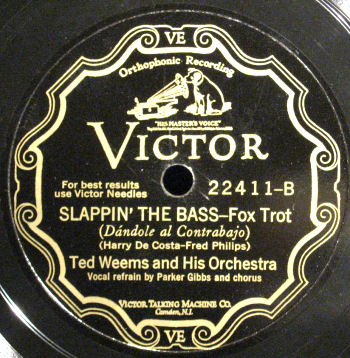 VE
Orthophonic Recording
"HIS MASTER'S VOICE"
VICTOR
For best results
use Victor Needles
22411-B
SLAPPIN' THE BASS-Fox Trot
(Dándole al Contrabajo)
(Harry De Costa-Fred Philips)
Ted Weems and His Orchestra
Vocal refrain by Parker Gibbs and chorus
VICTOR TALKING MACHINE CO.
Camden, N.J.
VE